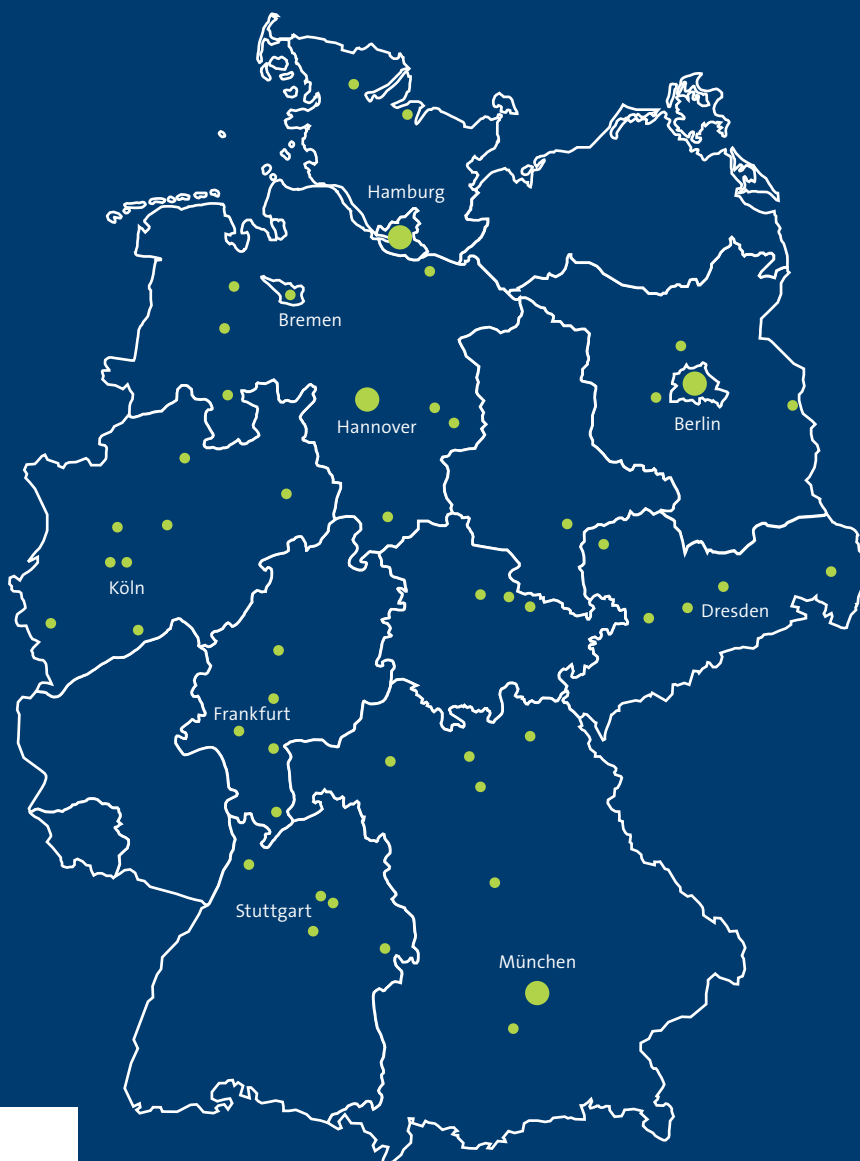 Hamburg
Bremen
Hannover
Berlin
Köln
Dresden
Frankfurt
Stuttgart
München